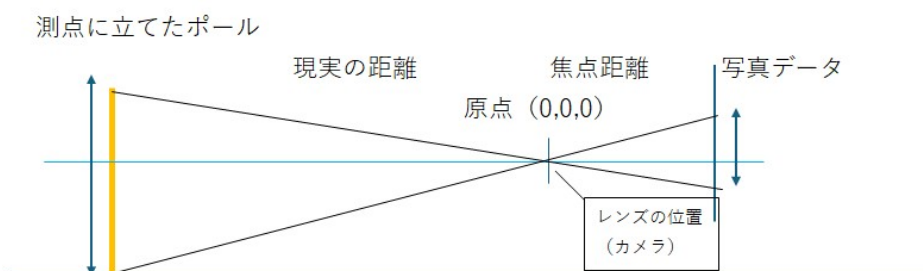 測点に立てたポール
現実の距離
焦点距離
写真データ
原点（0,0,0）
レンズの位置
（カメラ）